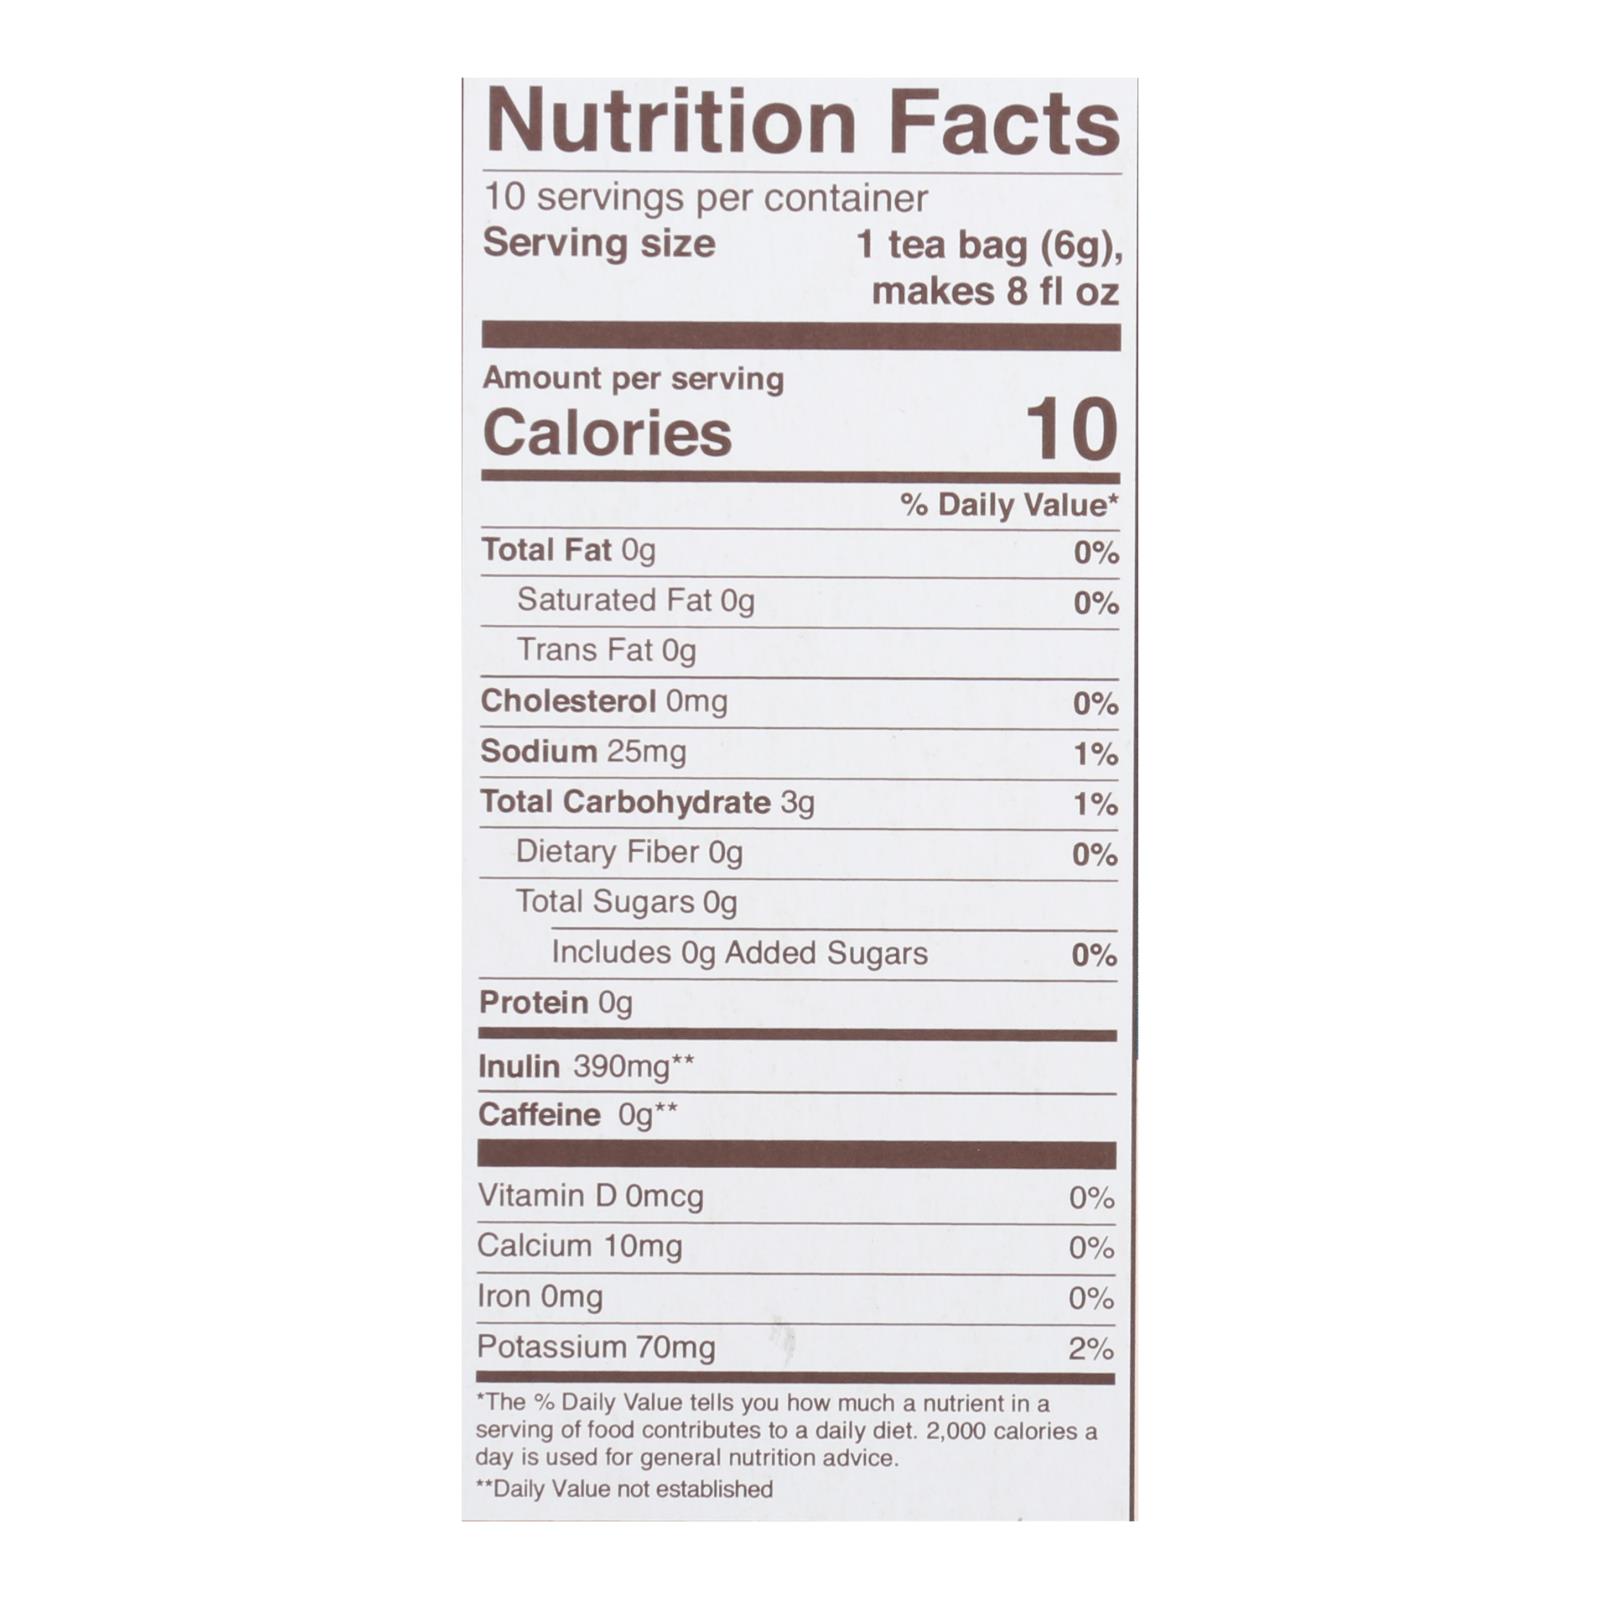 Nutrition Facts
10 servings per container
Serving size 1 tea bag (6g),
makes 8 fl oz
Amount per serving
Calories 10
% Daily Value*
Total Fat 0g 0%
Saturated Fat 0g 0%
Trans Fat 0g
Cholesterol 0mg 0%
Sodium 25mg 1%
Total Carbohydrate 3g 1%
Dietary Fiber 0g 0%
Total Sugars 0g
Includes 0g Added Sugars 0%
Protein 0g
Inulin 390mg**
Caffeine 0g**
Vitamin D 0mcg 0%
Calcium 10mg 0%
Iron 0mg 0%
Potassium 70mg 2%
*The % Daily Value tells you how much a nutrient in a
serving of food contributes to a daily diet. 2,000 calories a
day is used for general nutrition advice.
**Daily Value not established